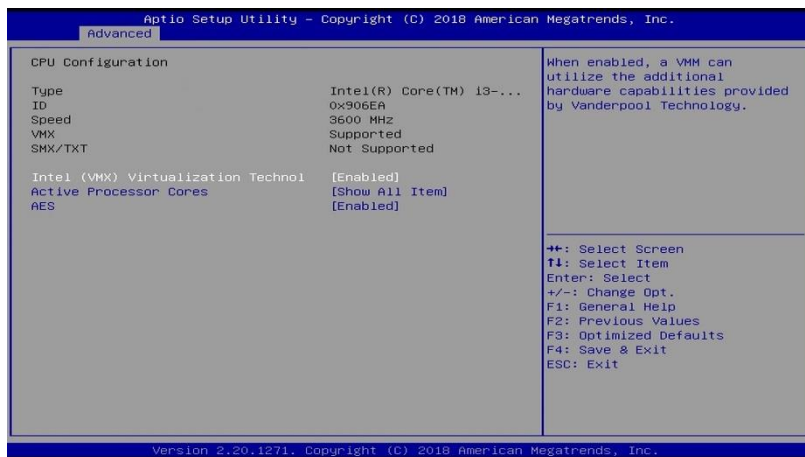 Aptio Setup Utility – Copyright (C) 2018 American Megatrends, Inc.
Advanced
CPU Configuration
Type Intel(R) Core(TM) i3-...
ID 0x906EA
Speed 3600 MHz
VMX Supported
SMX/TXT Not Supported
Intel (VMX) Virtualization Technol [Enabled]
Active Processor Cores [Show All Item]
AES [Enabled]
When enabled, a VMM can
utilize the additional
hardware capabilities provided
by Vanderpool Technology.
→←: Select Screen
↑↓: Select Item
Enter: Select
+/-: Change Opt.
F1: General Help
F2: Previous Values
F3: Optimized Defaults
F4: Save & Exit
ESC: Exit
Version 2.20.1271. Copyright (C) 2018 American Megatrends, Inc.